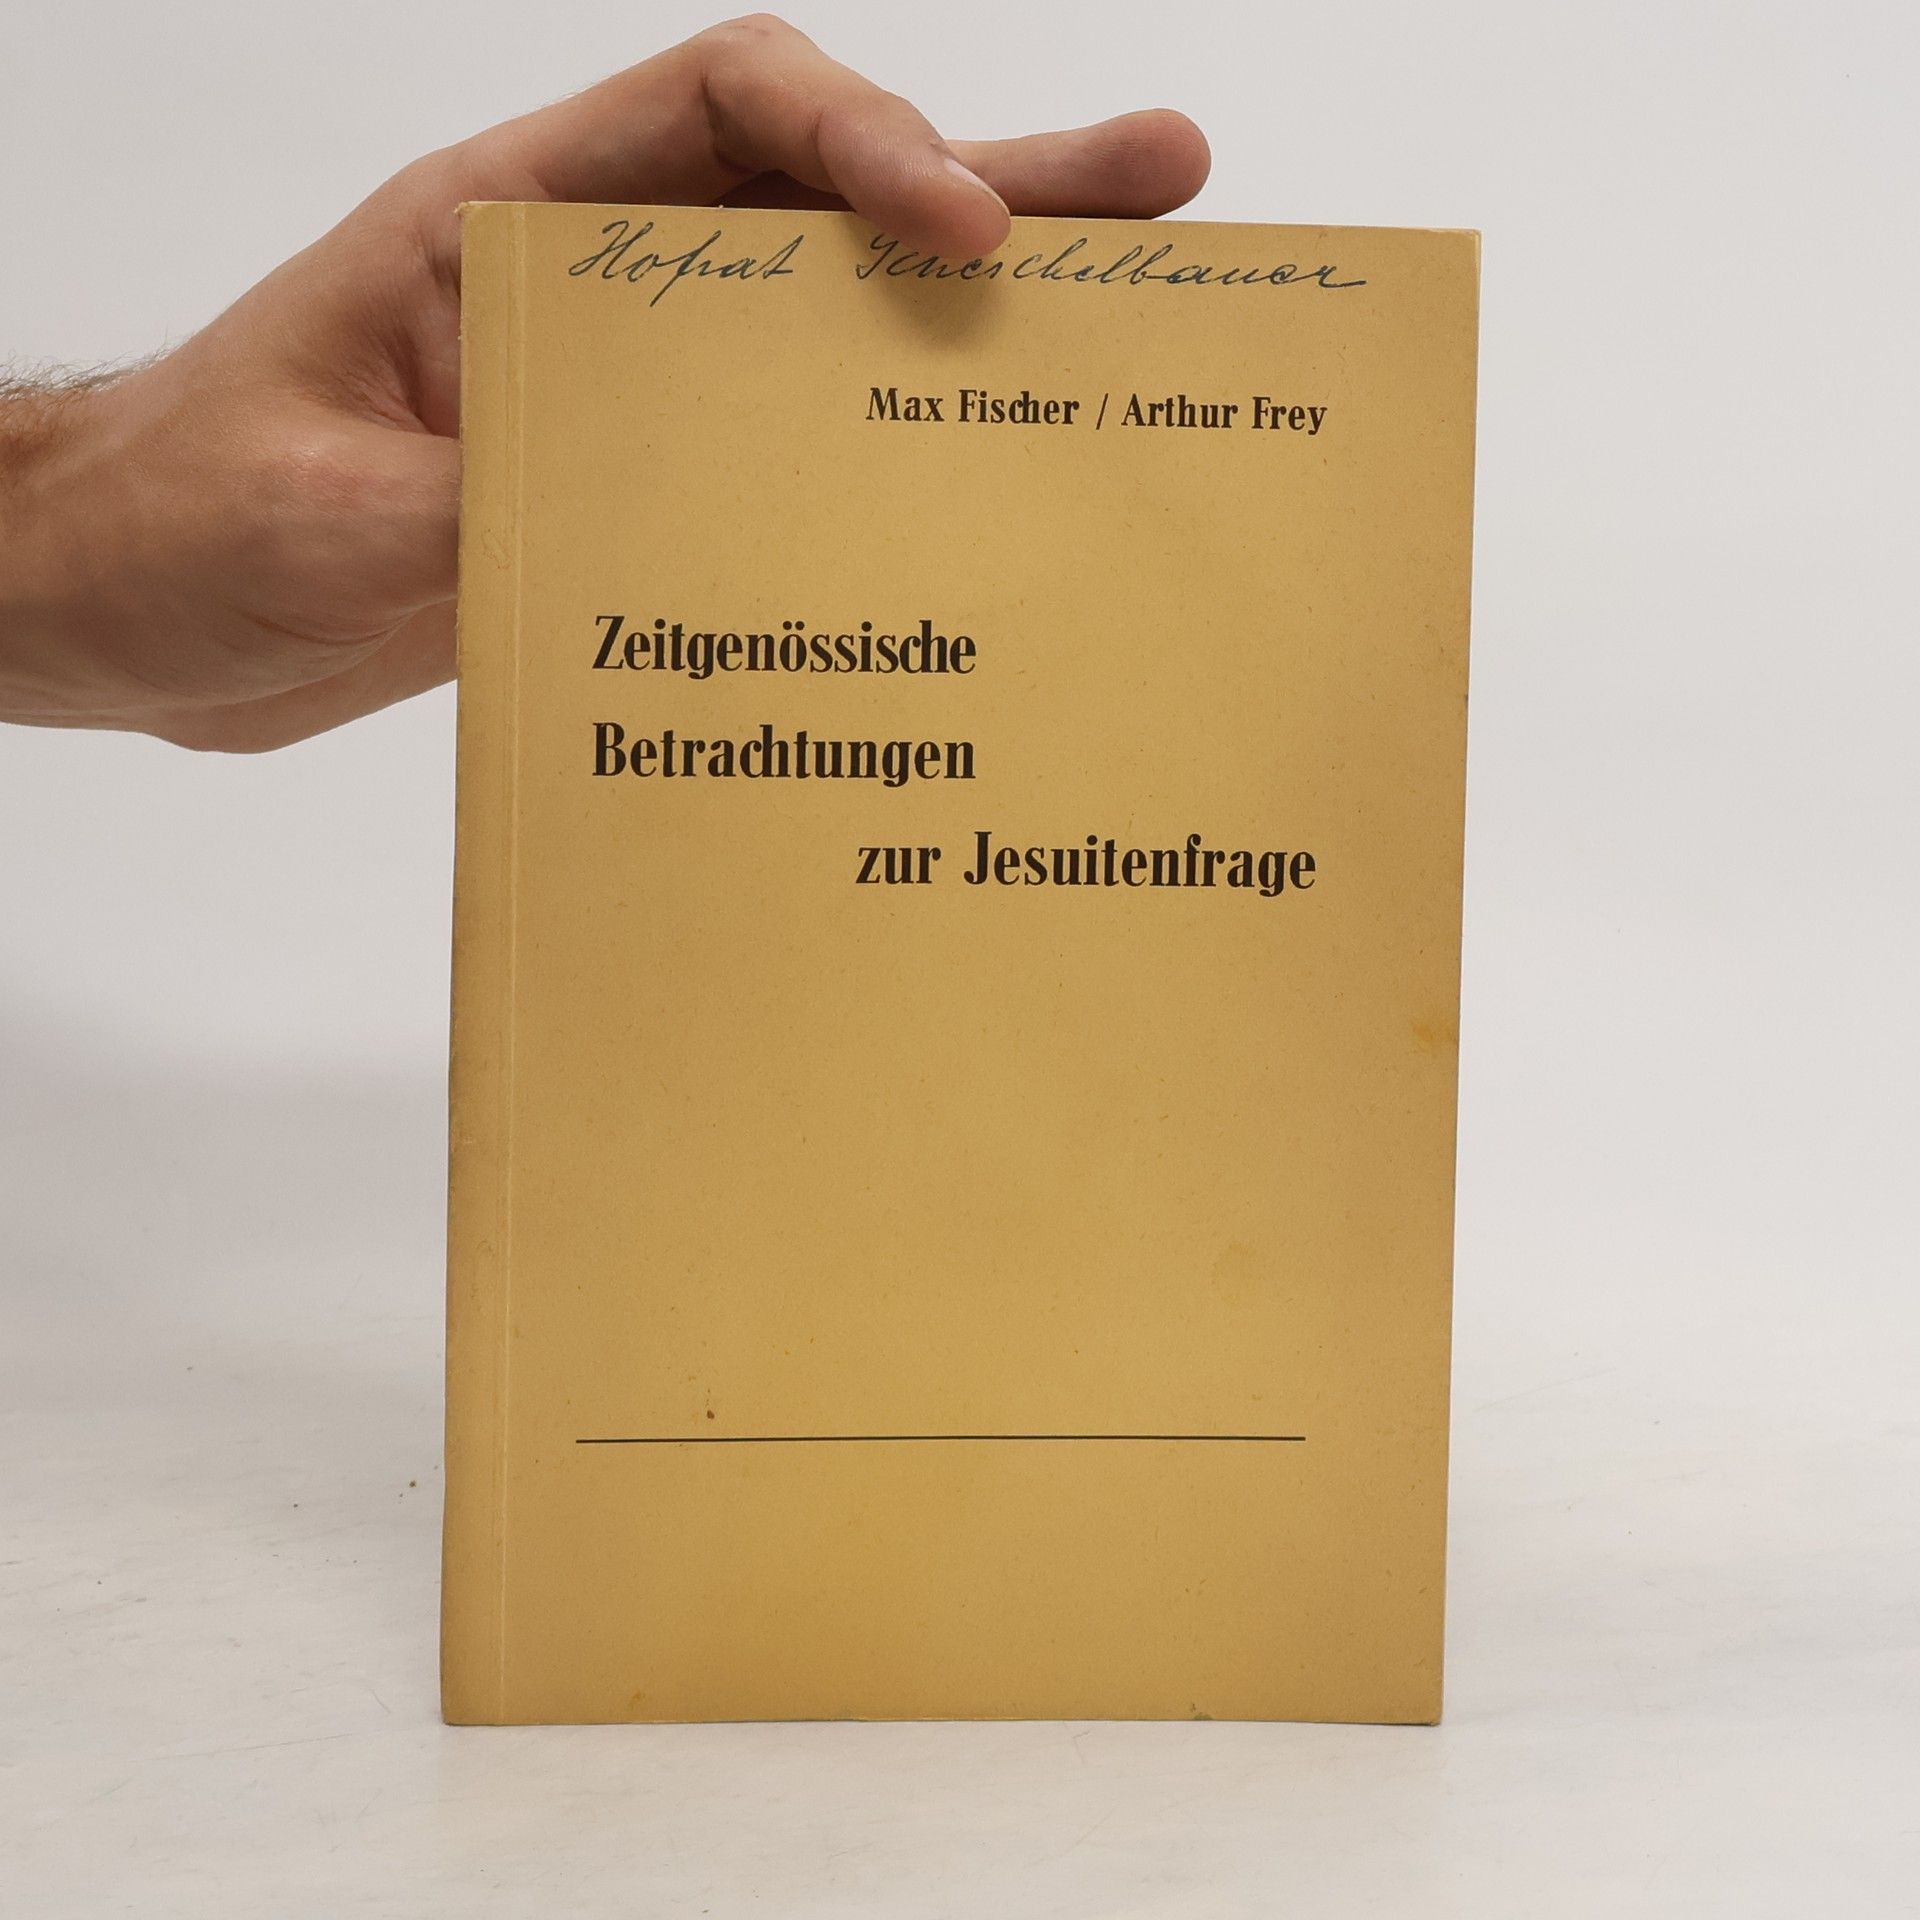 Hofrat
Max Fischer / Arthur Frey
Zeitgenössische
Betrachtungen
zur Jesuitenfrage